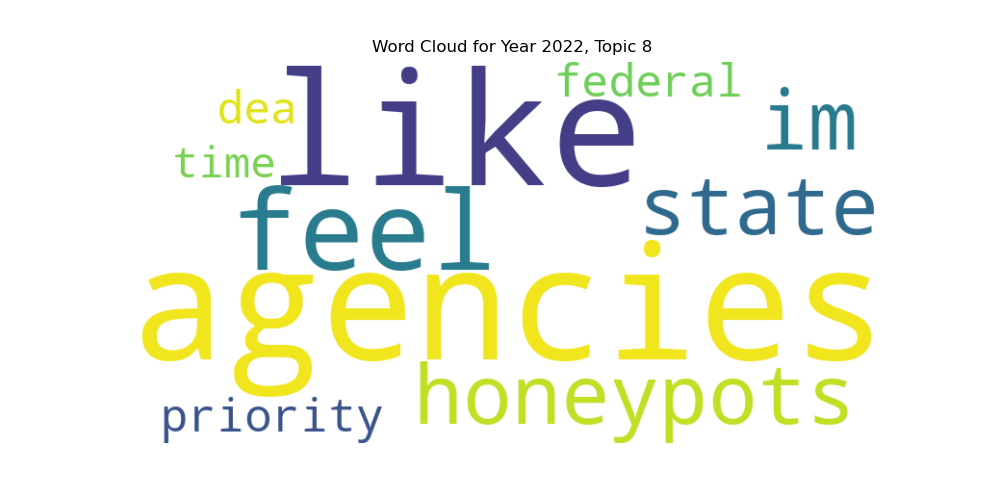 Word Cloud for Year 2022, Topic 8
like
federal
dea
im
time
feel
state
agencies
honeypots
priority